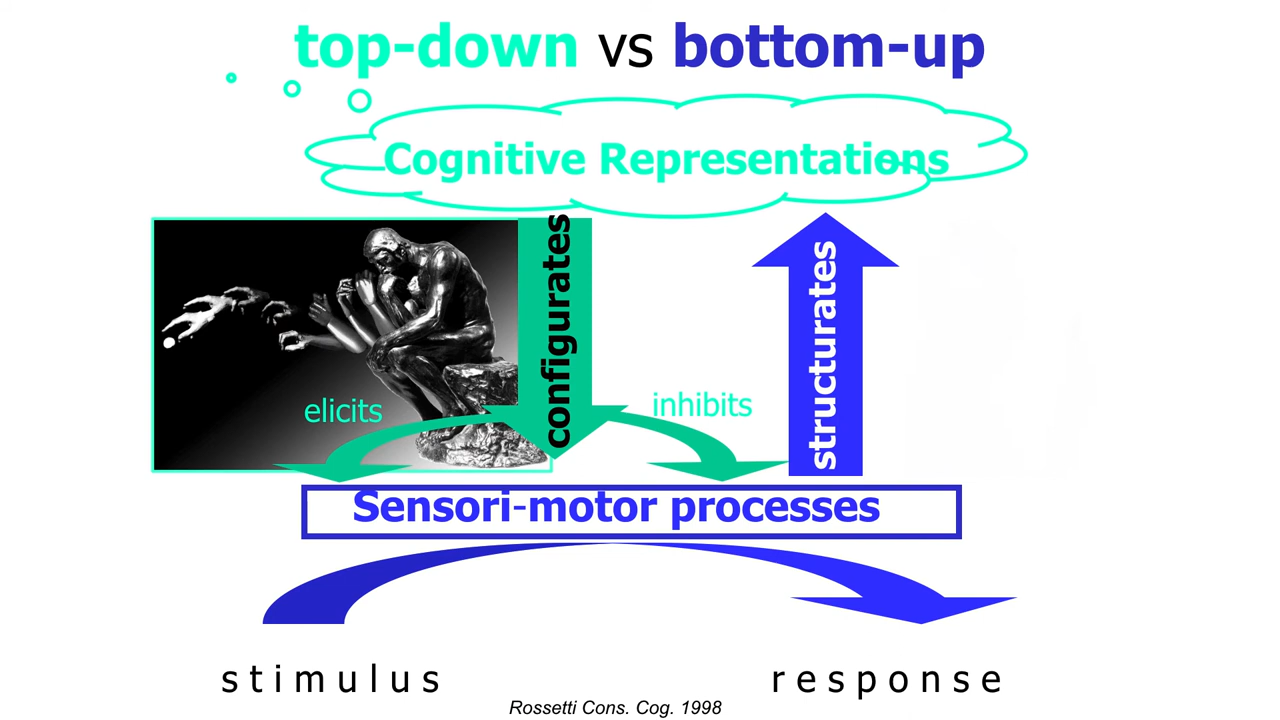 top-down vs bottom-up
Cognitive Representations
configurates
structurates
elicits
inhibits
Sensori-motor processes
stimulus
response
Rossetti Cons. Cog. 1998